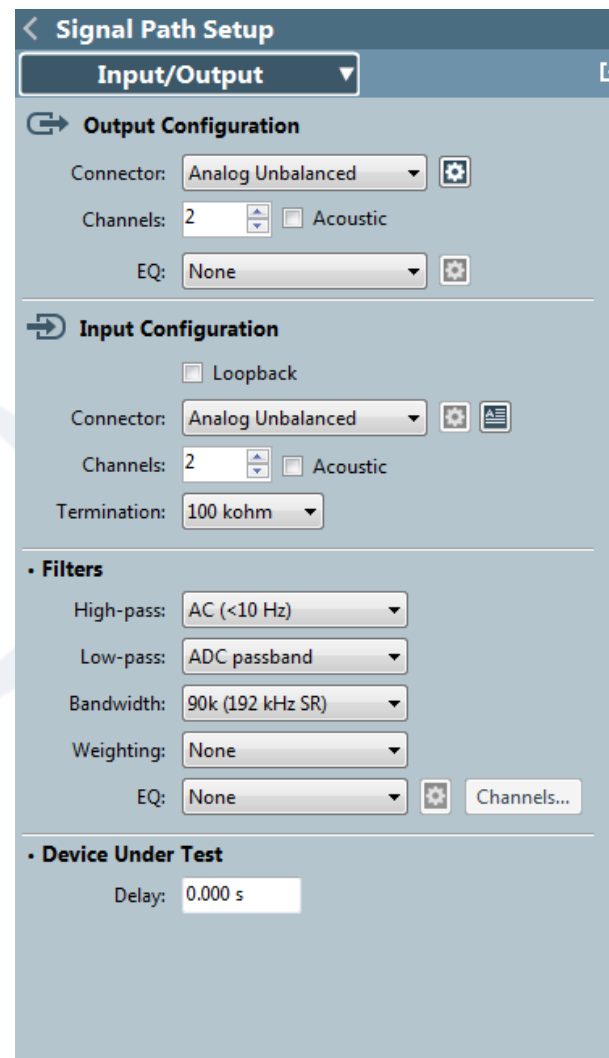 Signal Path Setup
Input/Output
Output Configuration
Connector: Analog Unbalanced
Channels: 2 Acoustic
EQ: None
Input Configuration
Loopback
Connector: Analog Unbalanced
Channels: 2 Acoustic
Termination: 100 kohm
• Filters
High-pass: AC (<10 Hz)
Low-pass: ADC passband
Bandwidth: 90k (192 kHz SR)
Weighting: None
EQ: None Channels...
• Device Under Test
Delay: 0.000 s